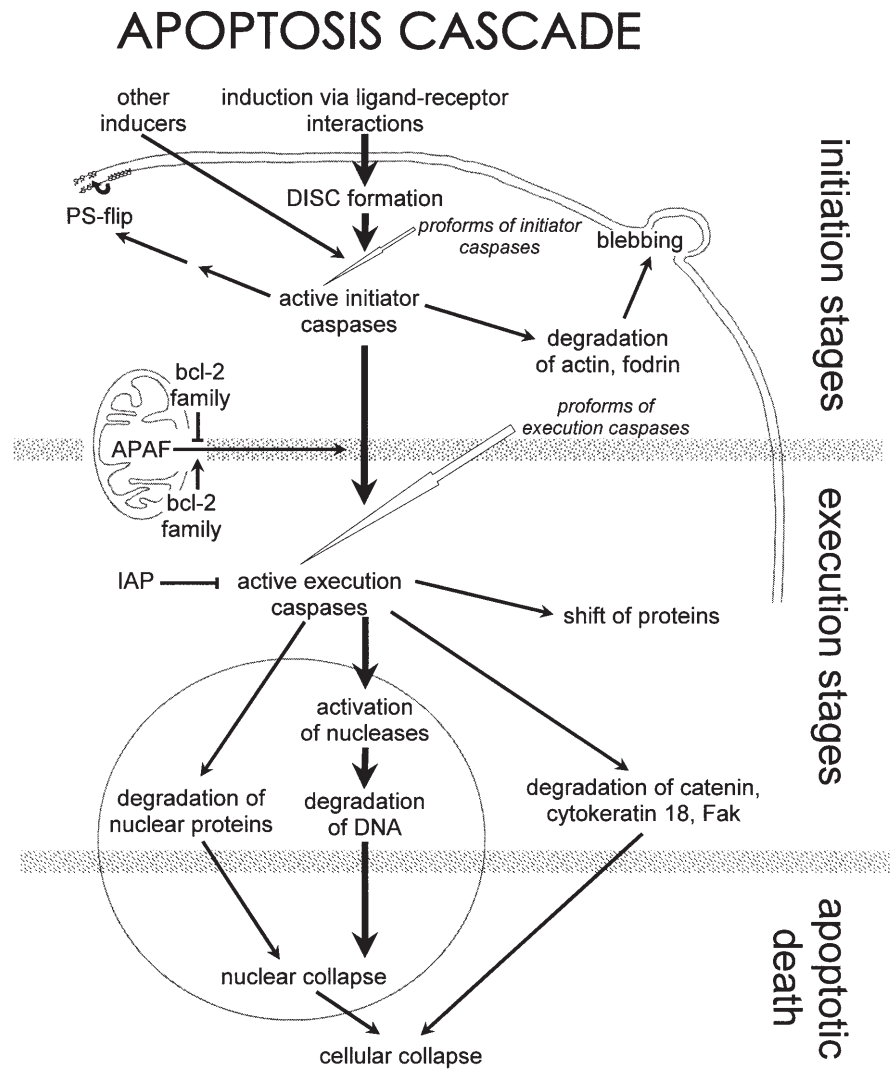 APOPTOSIS CASCADE
other
inducers
induction via ligand-receptor
interactions
DISC formation
PS-flip
proforms of initiator
caspases
blebbing
active initiator
caspases
degradation
of actin, fodrin
initiation stages
bcl-2
family
proforms of
execution caspases
APAF
bcl-2
family
IAP
active execution
caspases
shift of proteins
execution stages
activation
of nucleases
degradation of
nuclear proteins
degradation
of DNA
degradation of catenin,
cytokeratin 18, Fak
nuclear collapse
apoptotic
death
cellular collapse